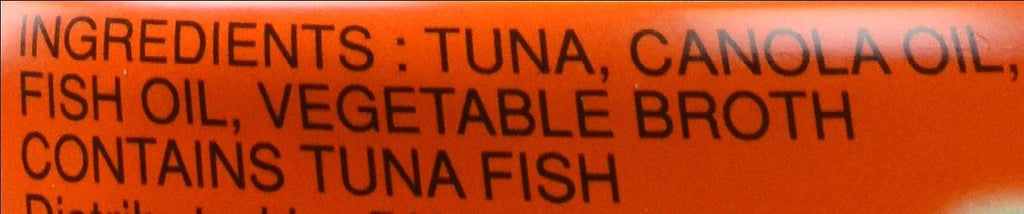 INGREDIENTS : TUNA, CANOLA OIL,
FISH OIL, VEGETABLE BROTH
CONTAINS TUNA FISH